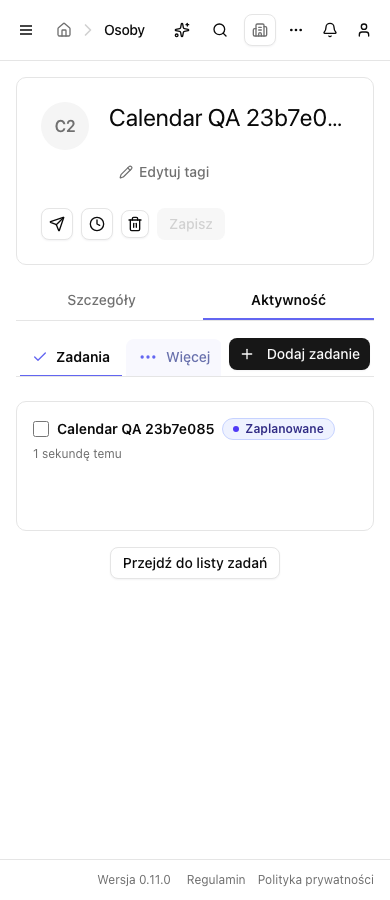 Osoby
C2
Calendar QA 23b7e0...
Edytuj tagi
Zapisz
Szczegóły
Aktywność
Zadania
Więcej
Dodaj zadanie
Calendar QA 23b7e085
Zaplanowane
1 sekundę temu
Przejdź do listy zadań
Wersja 0.11.0
Regulamin
Polityka prywatności